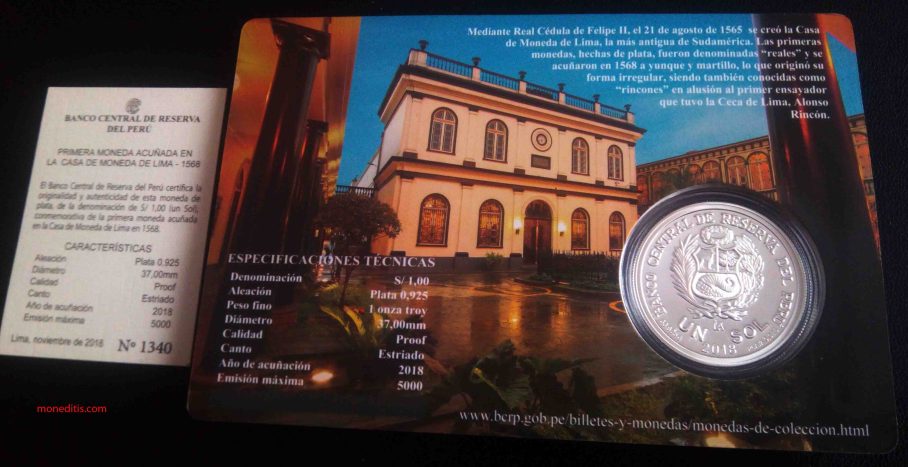 BANCO CENTRAL DE RESERVA
DEL PERÚ
PRIMERA MONEDA ACUÑADA EN
LA CASA DE MONEDA DE LIMA - 1568
El Banco Central de Reserva del Perú certifica la
originalidad y autenticidad de esta moneda de
plata, de la denominación de S/ 1,00 (un Sol),
conmemorativa de la primera moneda acuñada
en la Casa de Moneda de Lima en 1568.
CARACTERÍSTICAS
Aleación Plata 0,925
Diámetro 37,00mm
Calidad Proof
Canto Estriado
Año de acuñación 2018
Emisión máxima 5000
Lima, noviembre de 2018 Nº 1340
moneditis.com
Mediante Real Cédula de Felipe II, el 21 de agosto de 1565 se creó la Casa
de Moneda de Lima, la más antigua de Sudamérica. Las primeras
monedas, hechas de plata, fueron denominadas “reales” y se
acuñaron en 1568 a yunque y martillo, lo que originó su
forma irregular, siendo también conocidas como
“rincones” en alusión al primer ensayador
que tuvo la Ceca de Lima, Alonso
Rincón.
ESPECIFICACIONES TÉCNICAS
Denominación S/ 1,00
Aleación Plata 0,925
Peso fino 1 onza troy
Diámetro 37,00mm
Calidad Proof
Canto Estriado
Año de acuñación 2018
Emisión máxima 5000
BANCO CENTRAL DE RESERVA DEL PERÚ
UN SOL
2018
www.bcrp.gob.pe/billetes-y-monedas/monedas-de-coleccion.html